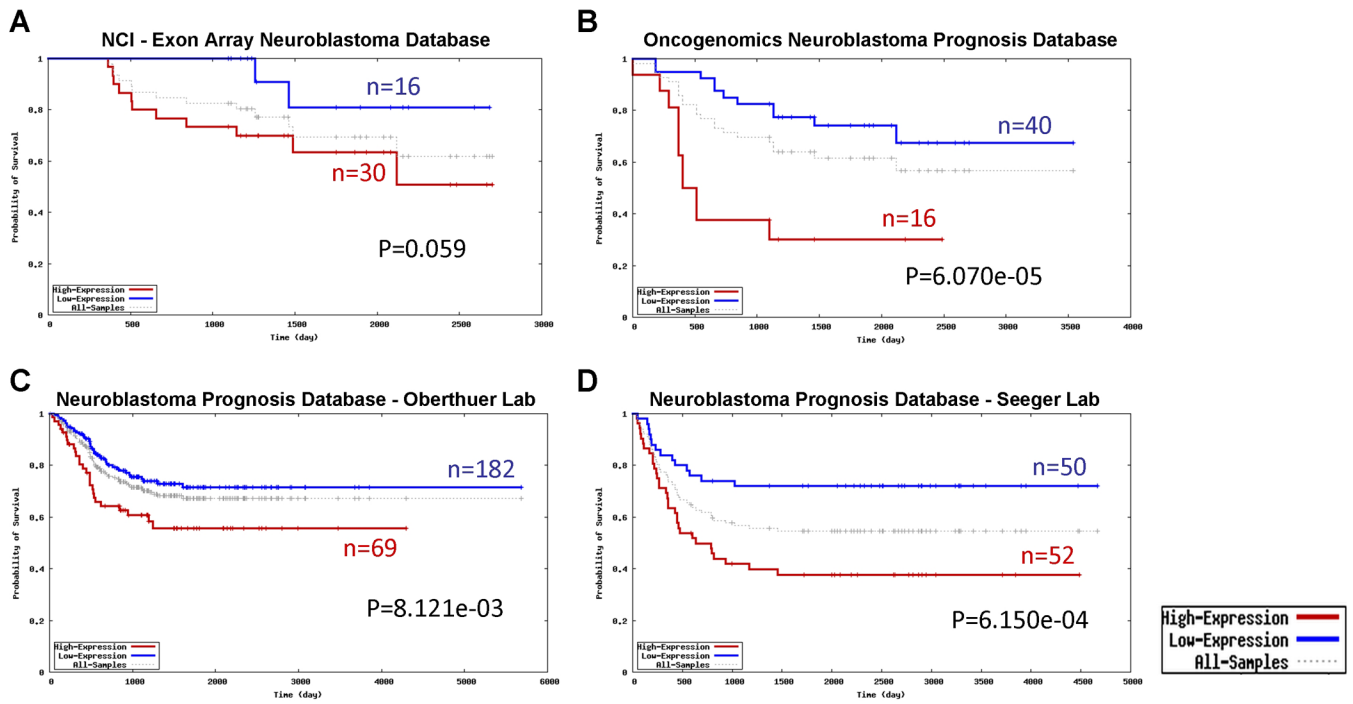 A
NCI - Exon Array Neuroblastoma Database
Probability of Survival
1
0.8
0.6
0.4
0.2
0
n=16
n=30
P=0.059
High-Expression
Low-Expression
All-Samples
0 500 1000 1500 2000 2500 3000
Time (day)
B
Oncogenomics Neuroblastoma Prognosis Database
Probability of Survival
1
0.8
0.6
0.4
0.2
0
n=40
n=16
P=6.070e-05
High-Expression
Low-Expression
All-Samples
0 500 1000 1500 2000 2500 3000 3500 4000
Time (day)
C
Neuroblastoma Prognosis Database - Oberthuer Lab
Probability of Survival
1
0.8
0.6
0.4
0.2
0
n=182
n=69
P=8.121e-03
High-Expression
Low-Expression
All-Samples
0 1000 2000 3000 4000 5000 6000
Time (day)
D
Neuroblastoma Prognosis Database - Seeger Lab
Probability of Survival
1
0.8
0.6
0.4
0.2
0
n=50
n=52
P=6.150e-04
High-Expression
Low-Expression
All-Samples
0 500 1000 1500 2000 2500 3000 3500 4000 4500 5000
Time (day)
High-Expression
Low-Expression
All-Samples